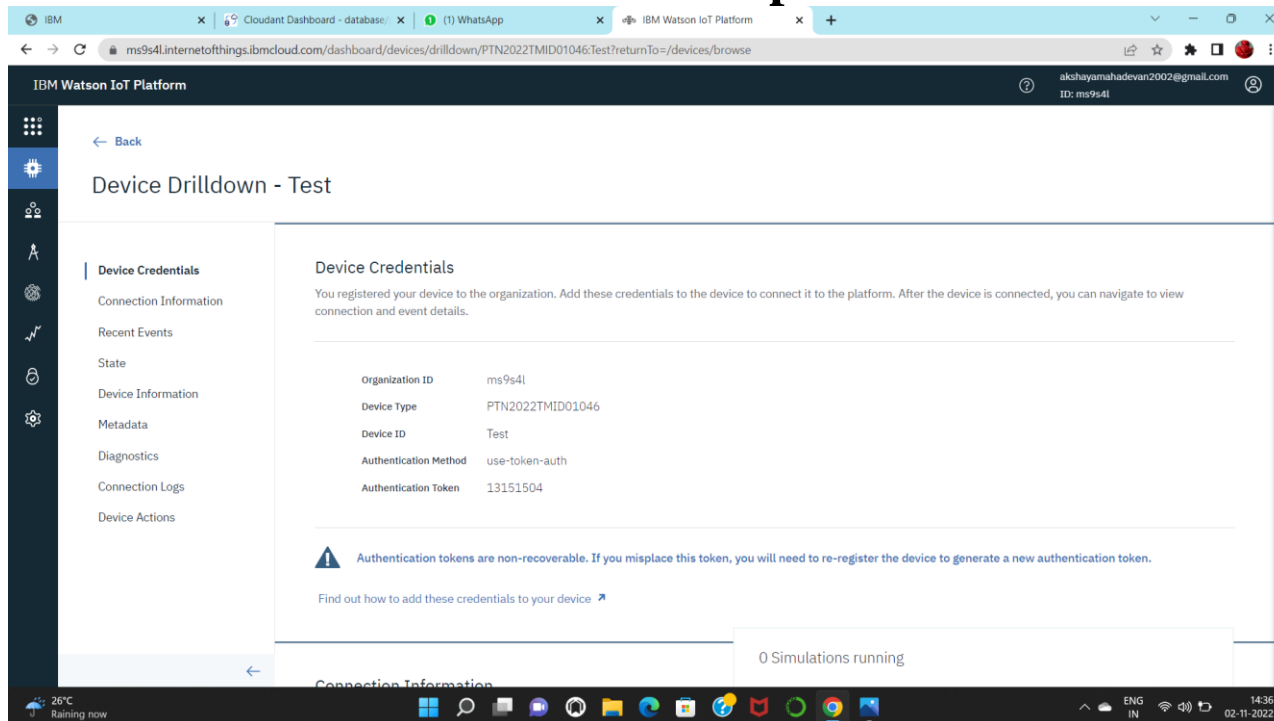 IBM
Cloudant Dashboard - database/
(1) WhatsApp
IBM Watson IoT Platform
ms9s4l.internetofthings.ibmcloud.com/dashboard/devices/drilldown/PTN2022TMID01046:Test?returnTo=/devices/browse
IBM Watson IoT Platform
akshayamahadevan2002@gmail.com
ID: ms9s4l
Back
Device Drilldown - Test
Device Credentials
Connection Information
Recent Events
State
Device Information
Metadata
Diagnostics
Connection Logs
Device Actions
Device Credentials
You registered your device to the organization. Add these credentials to the device to connect it to the platform. After the device is connected, you can navigate to view
connection and event details.
Organization ID ms9s4l
Device Type PTN2022TMID01046
Device ID Test
Authentication Method use-token-auth
Authentication Token 13151504
Authentication tokens are non-recoverable. If you misplace this token, you will need to re-register the device to generate a new authentication token.
Find out how to add these credentials to your device
0 Simulations running
Connection Information
26°C
Raining now
ENG
IN
14:36
02-11-2022